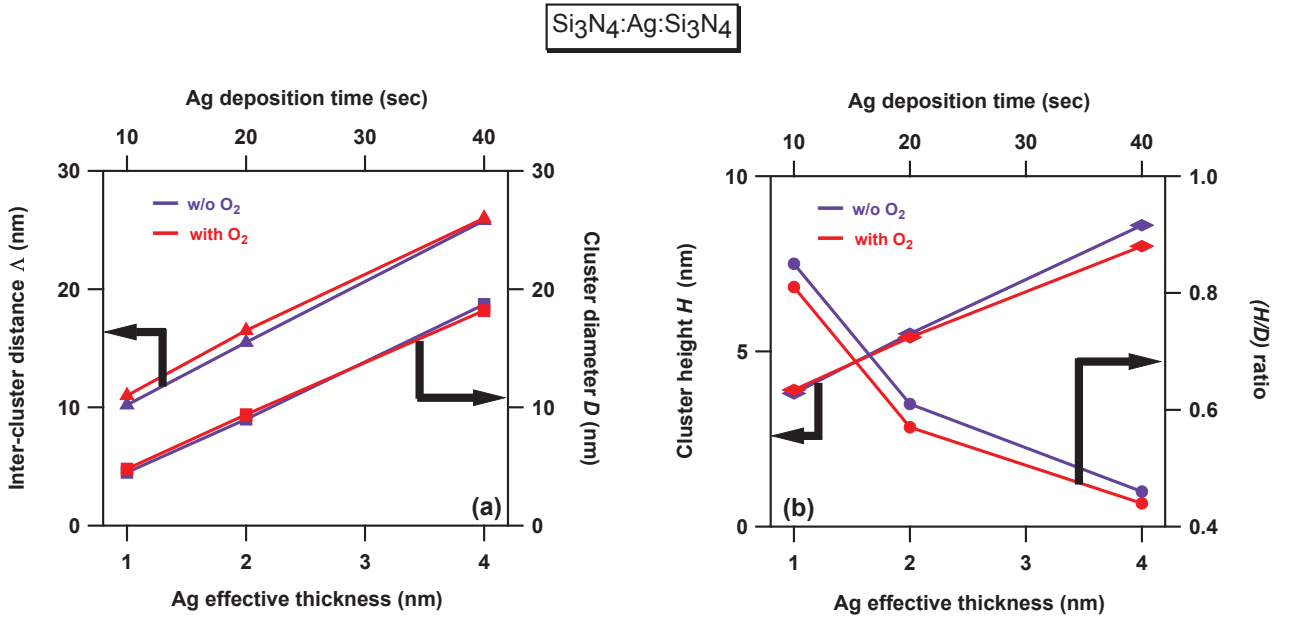 Si3N4:Ag:Si3N4
Ag deposition time (sec)
10 20 30 40
30 30
20 20
10 10
0 0
w/o O2
with O2
Inter-cluster distance Λ (nm)
Cluster diameter D (nm)
(a)
1 2 3 4
Ag effective thickness (nm)
Ag deposition time (sec)
10 20 30 40
10 1.0
0.8
5
0.6
0 0.4
w/o O2
with O2
Cluster height H (nm)
(H/D) ratio
(b)
1 2 3 4
Ag effective thickness (nm)